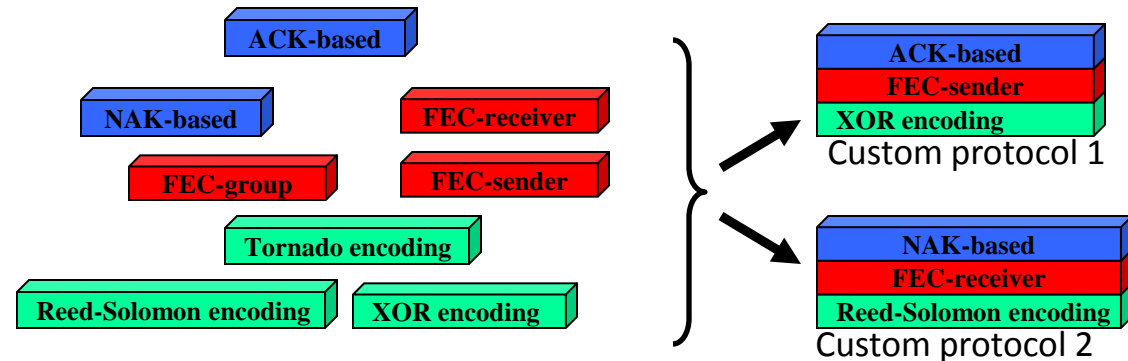 ACK-based
NAK-based
FEC-receiver
FEC-group
FEC-sender
Tornado encoding
Reed-Solomon encoding
XOR encoding
ACK-based
FEC-sender
XOR encoding
Custom protocol 1
NAK-based
FEC-receiver
Reed-Solomon encoding
Custom protocol 2